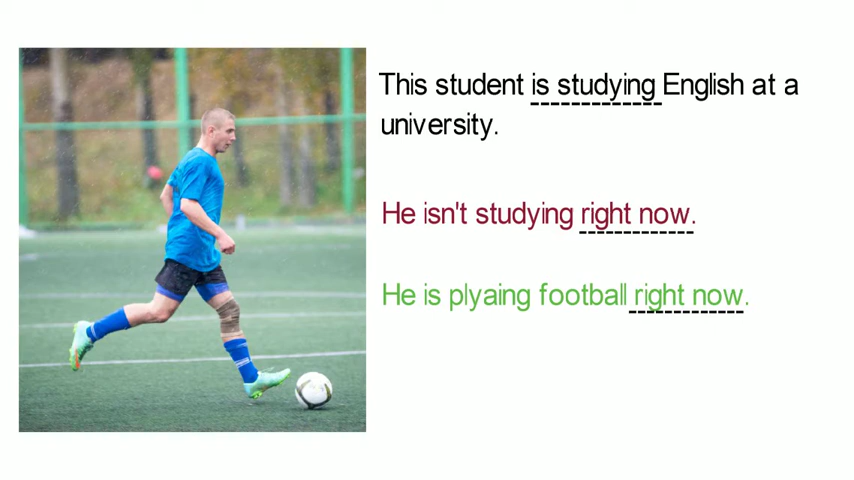 This student is studying English at a
university.
He isn't studying right now.
He is plyaing football right now.